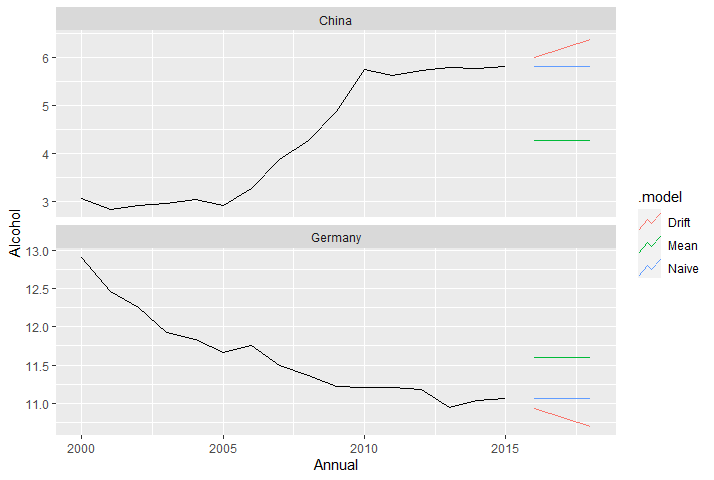 China
6
5
4
3
Germany
13.0
12.5
12.0
11.5
11.0
2000
2005
2010
2015
Annual
Alcohol
.model
Drift
Mean
Naive